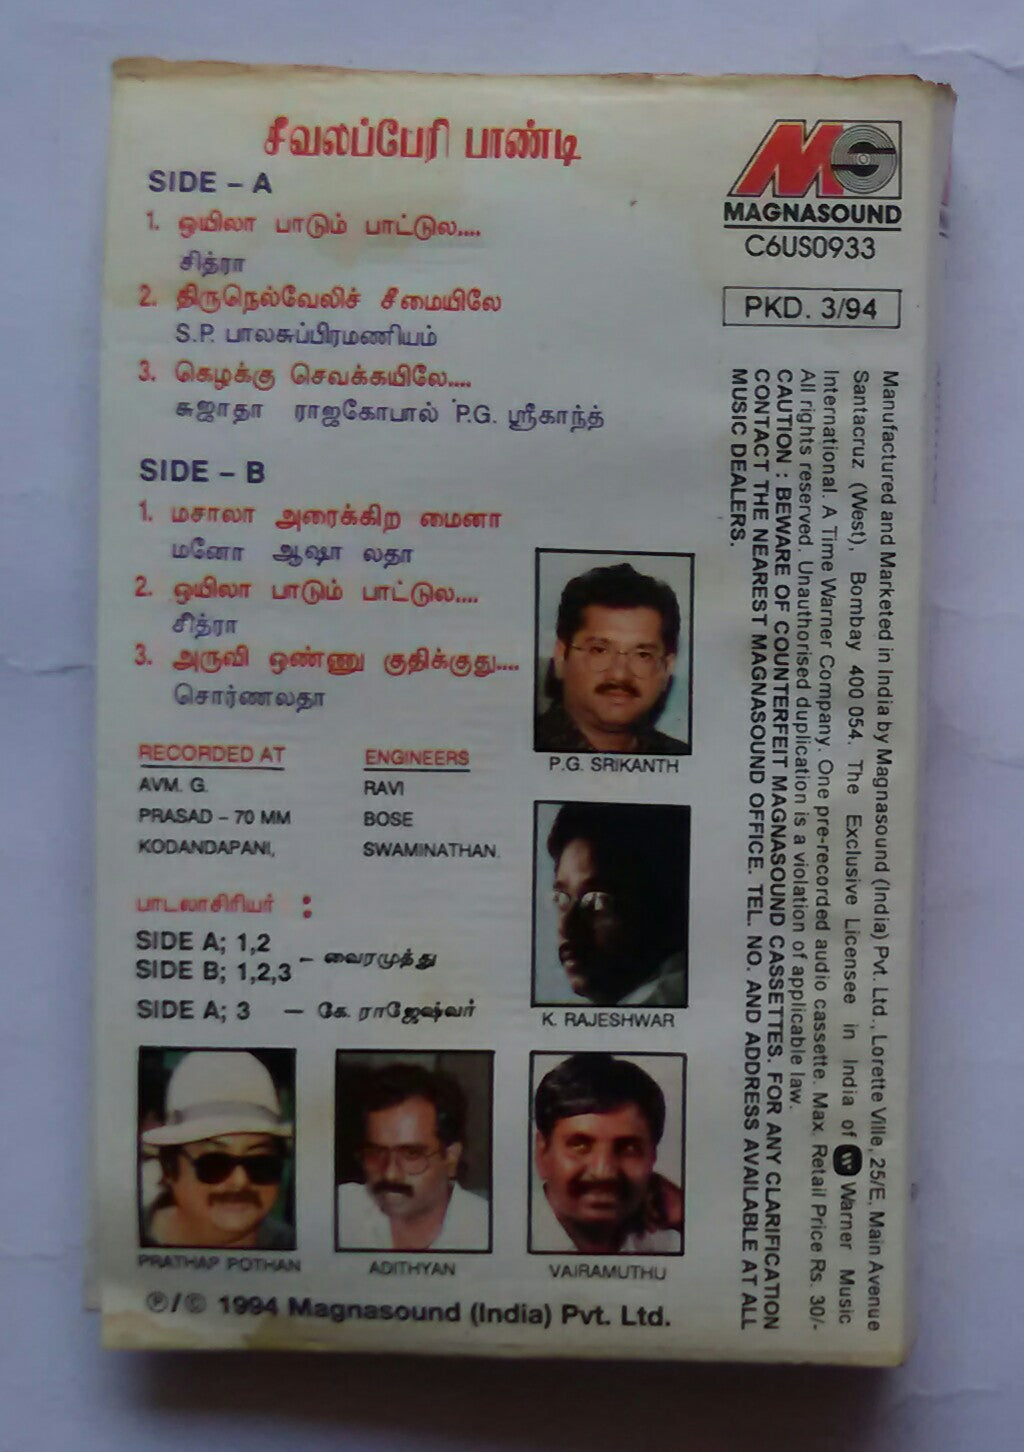 சீவலப்பேரி பாண்டி
SIDE – A
1. ஒயிலா பாடும் பாட்டுல....
சித்ரா
2. திருநெல்வேலிச் சீமையிலே
S.P. பாலசுப்பிரமணியம்
3. கெழக்கு செவக்கயிலே....
சுஜாதா ராஜகோபால் P.G. ஸ்ரீகாந்த்
SIDE – B
1. மசாலா அரைக்கிற மைனா
மனோ ஆஷா லதா
2. ஒயிலா பாடும் பாட்டுல....
சித்ரா
3. அருவி ஒண்ணு குதிக்குது....
சொர்ணலதா
RECORDED AT
AVM. G.
PRASAD – 70 MM
KODANDAPANI,
ENGINEERS
RAVI
BOSE
SWAMINATHAN.
பாடலாசிரியர் :
SIDE A; 1,2
SIDE B; 1,2,3 – வைரமுத்து
SIDE A; 3 – கே. ராஜேஷ்வர்
P.G. SRIKANTH
K. RAJESHWAR
PRATHAP POTHAN
ADITHYAN
VAIRAMUTHU
Ⓟ/© 1994 Magnasound (India) Pvt. Ltd.
MG
MAGNASOUND
C6US0933
PKD. 3/94
Manufactured and Marketed in India by Magnasound (India) Pvt. Ltd., Lorette Ville, 25/E, Main Avenue
Santacruz (West), Bombay 400 054. The Exclusive Licensee in India of W Warner Music
International. A Time Warner Company. One pre-recorded audio cassette. Max. Retail Price Rs. 30/-
All rights reserved. Unauthorised duplication is a violation of applicable law.
CAUTION : BEWARE OF COUNTERFEIT MAGNASOUND CASSETTES. FOR ANY CLARIFICATION
CONTACT THE NEAREST MAGNASOUND OFFICE. TEL. NO. AND ADDRESS AVAILABLE AT ALL
MUSIC DEALERS.